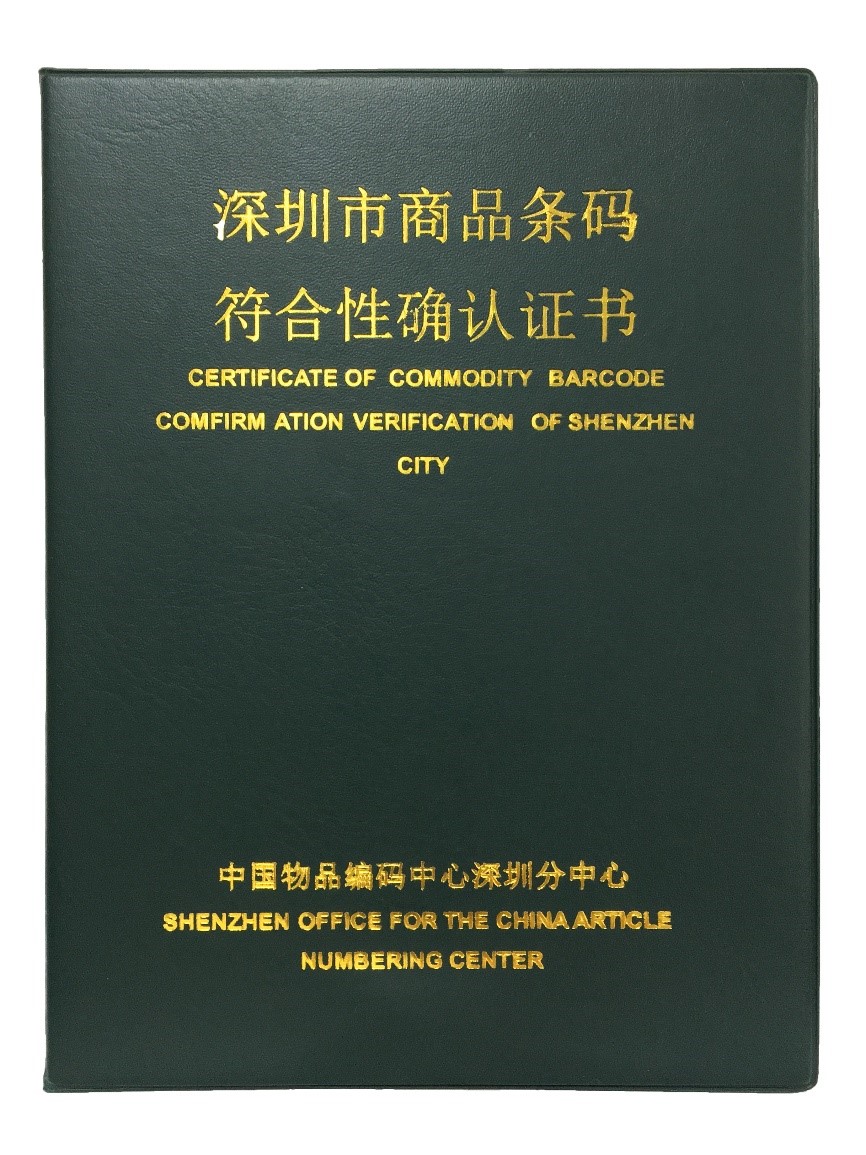 深圳市商品条码
符合性确认证书
CERTIFICATE OF COMMODITY BARCODE
COMFIRM ATION VERIFICATION OF SHENZHEN
CITY
中国物品编码中心深圳分中心
SHENZHEN OFFICE FOR THE CHINA ARTICLE
NUMBERING CENTER